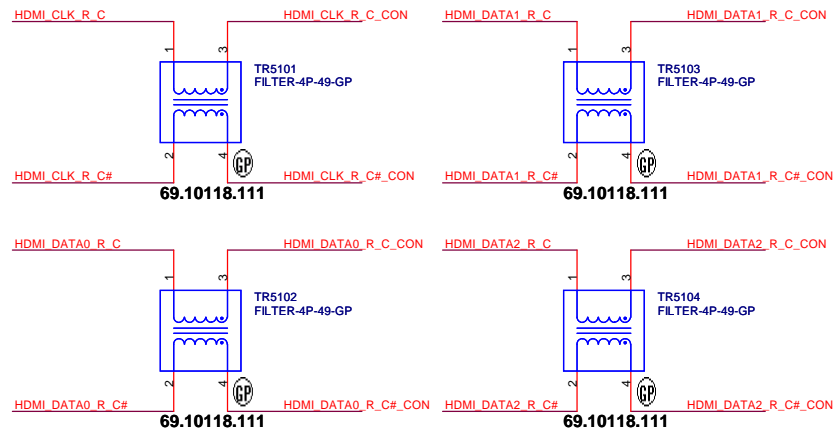 HDMI_CLK_R_C
HDMI_CLK_R_C_CON
1
3
TR5101
FILTER-4P-49-GP
2
4
GP
HDMI_CLK_R_C#
HDMI_CLK_R_C#_CON
69.10118.111
HDMI_DATA1_R_C
HDMI_DATA1_R_C_CON
1
3
TR5103
FILTER-4P-49-GP
2
4
GP
HDMI_DATA1_R_C#
HDMI_DATA1_R_C#_CON
69.10118.111
HDMI_DATA0_R_C
HDMI_DATA0_R_C_CON
1
3
TR5102
FILTER-4P-49-GP
2
4
GP
HDMI_DATA0_R_C#
HDMI_DATA0_R_C#_CON
69.10118.111
HDMI_DATA2_R_C
HDMI_DATA2_R_C_CON
1
3
TR5104
FILTER-4P-49-GP
2
4
GP
HDMI_DATA2_R_C#
HDMI_DATA2_R_C#_CON
69.10118.111